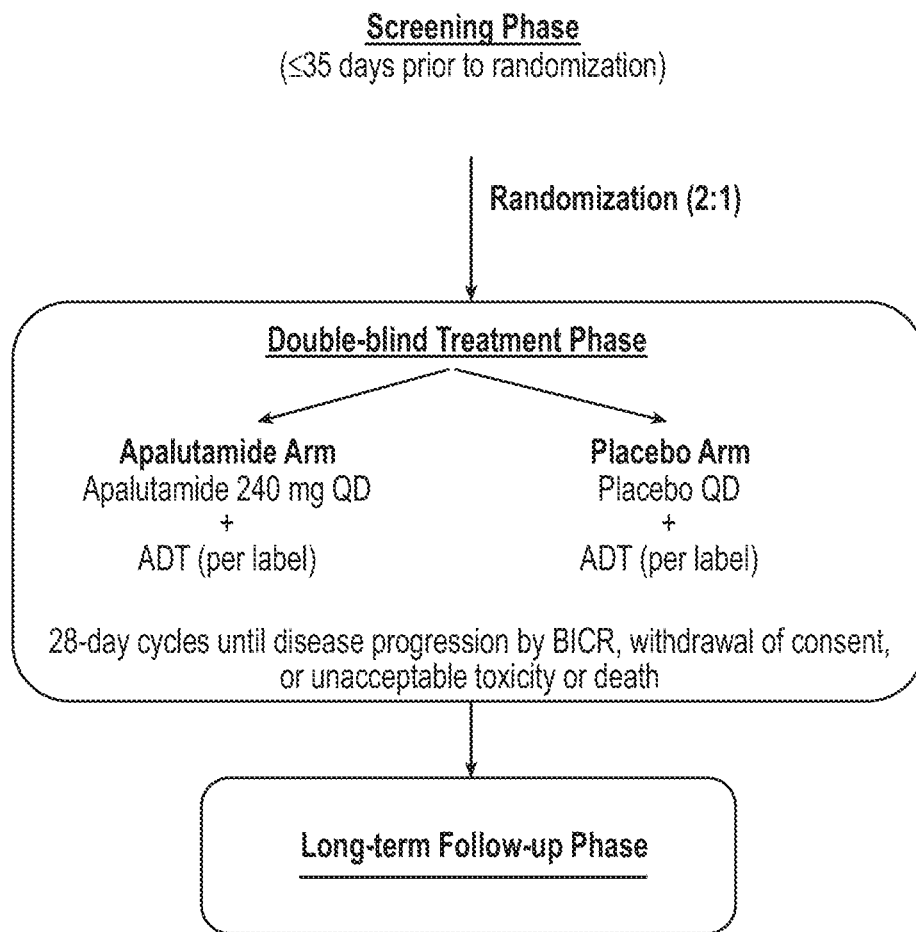 Screening Phase
(≤35 days prior to randomization)
Randomization (2:1)
Double-blind Treatment Phase
Apalutamide Arm
Apalutamide 240 mg QD
+
ADT (per label)
Placebo Arm
Placebo QD
+
ADT (per label)
28-day cycles until disease progression by BICR, withdrawal of consent,
or unacceptable toxicity or death
Long-term Follow-up Phase